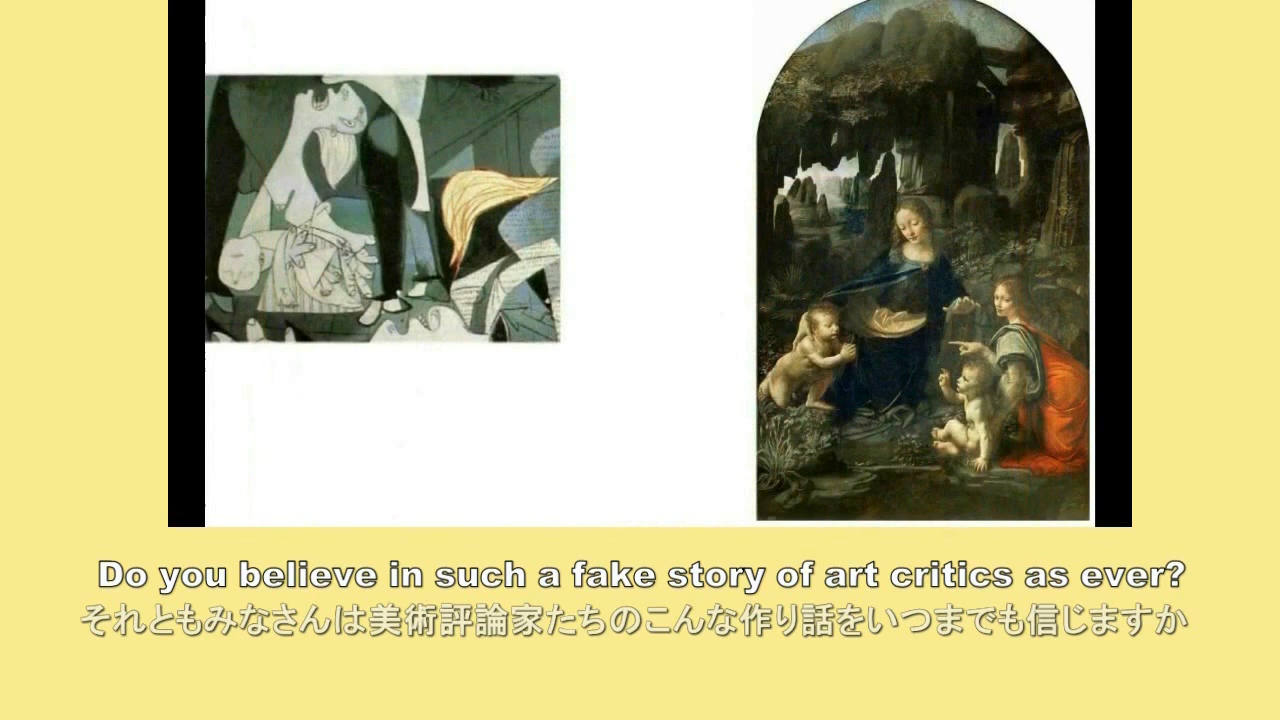 Do you believe in such a fake story of art critics as ever?
それともみなさんは美術評論家たちのこんな作り話をいつまでも信じますか